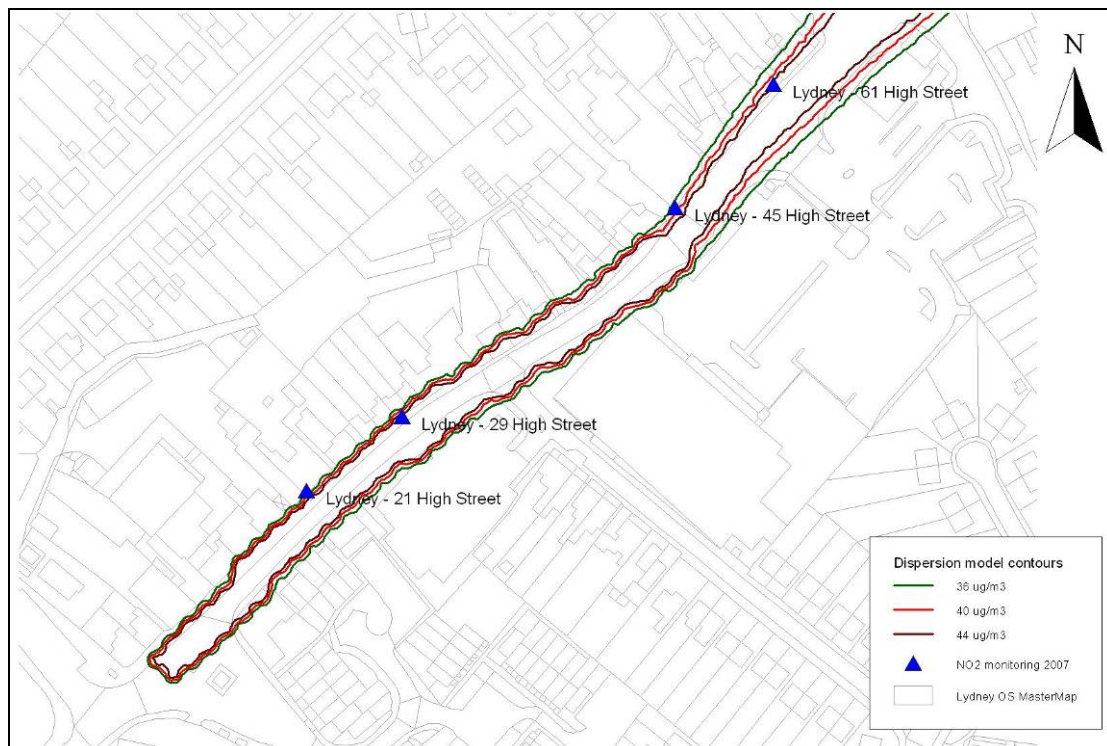 N
Lydney - 61 High Street
Lydney - 45 High Street
Lydney - 29 High Street
Lydney - 21 High Street
Dispersion model contours
36 ug/m3
40 ug/m3
44 ug/m3
NO2 monitoring 2007
Lydney OS MasterMap